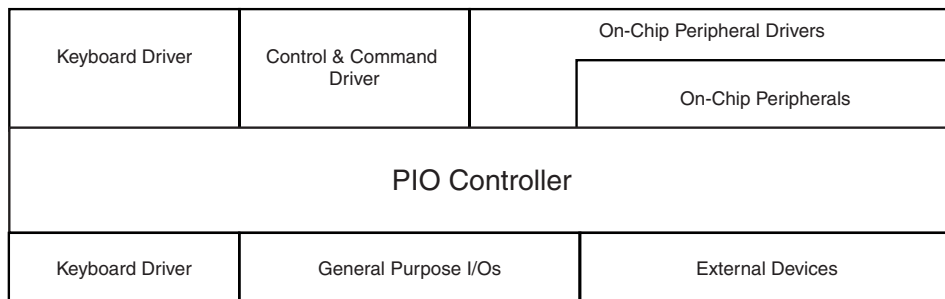 Keyboard Driver
Control & Command
Driver
On-Chip Peripheral Drivers
On-Chip Peripherals
PIO Controller
Keyboard Driver
General Purpose I/Os
External Devices